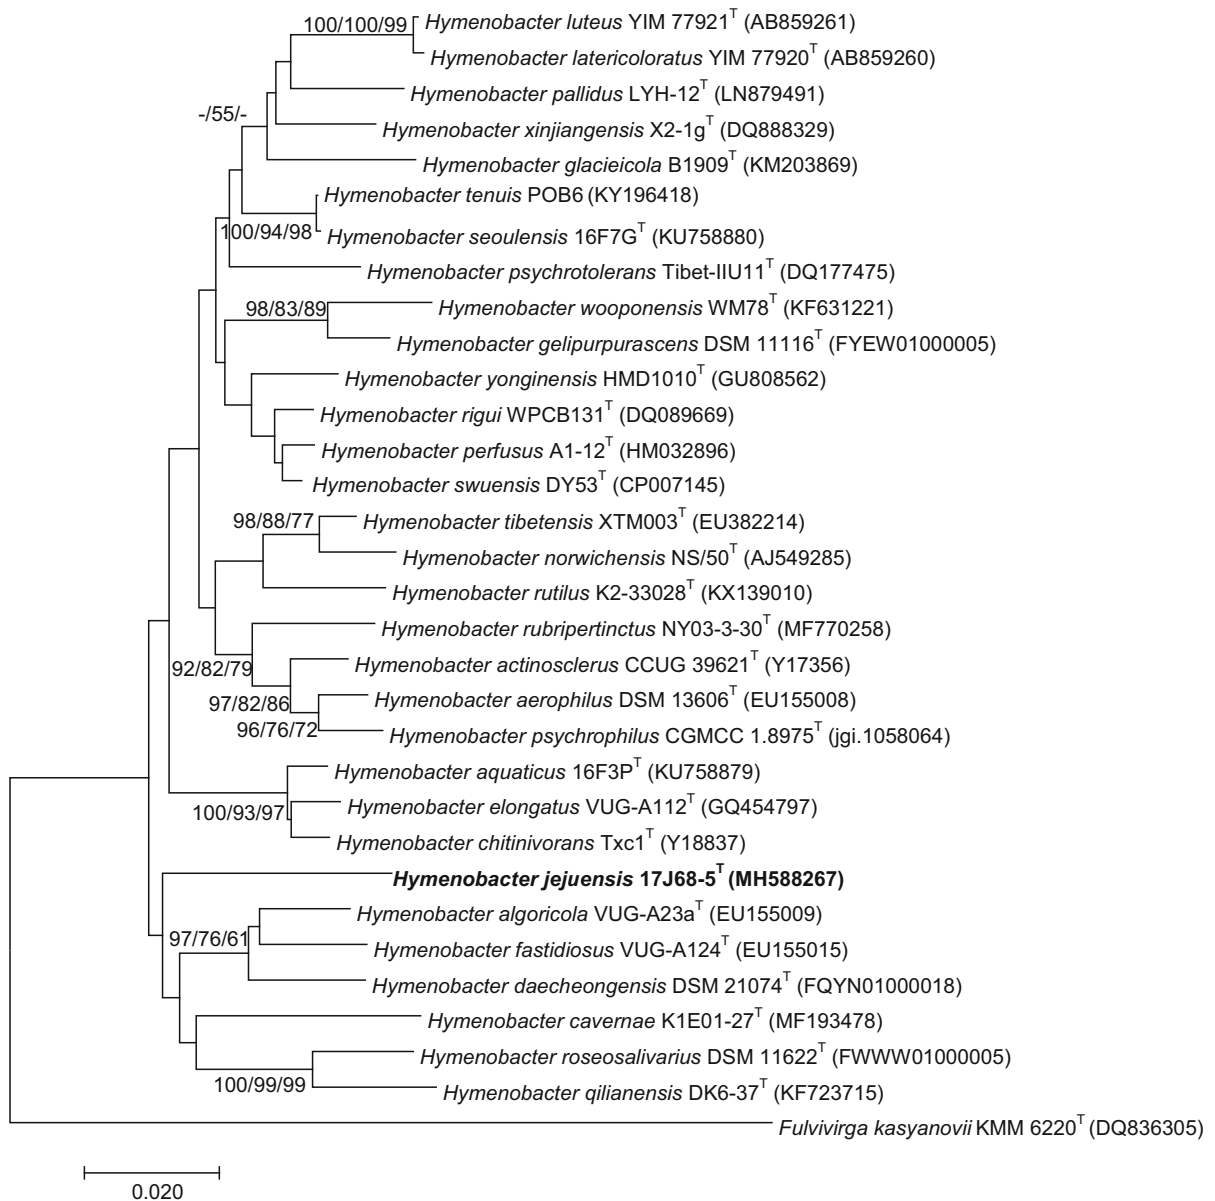 100/100/99
Hymenobacter luteus YIM 77921T (AB859261)
Hymenobacter latericoloratus YIM 77920T (AB859260)
Hymenobacter pallidus LYH-12T (LN879491)
-/55/-
Hymenobacter xinjiangensis X2-1gT (DQ888329)
Hymenobacter glacieicola B1909T (KM203869)
Hymenobacter tenuis POB6 (KY196418)
100/94/98
Hymenobacter seoulensis 16F7GT (KU758880)
Hymenobacter psychrotolerans Tibet-IIU11T (DQ177475)
98/83/89
Hymenobacter wooponensis WM78T (KF631221)
Hymenobacter gelipurpurascens DSM 11116T (FYEW01000005)
Hymenobacter yonginensis HMD1010T (GU808562)
Hymenobacter rigui WPCB131T (DQ089669)
Hymenobacter perfusus A1-12T (HM032896)
Hymenobacter swuensis DY53T (CP007145)
98/88/77
Hymenobacter tibetensis XTM003T (EU382214)
Hymenobacter norwichensis NS/50T (AJ549285)
Hymenobacter rutilus K2-33028T (KX139010)
Hymenobacter rubripertinctus NY03-3-30T (MF770258)
92/82/79
Hymenobacter actinosclerus CCUG 39621T (Y17356)
97/82/86
Hymenobacter aerophilus DSM 13606T (EU155008)
96/76/72
Hymenobacter psychrophilus CGMCC 1.8975T (jgi.1058064)
Hymenobacter aquaticus 16F3PT (KU758879)
100/93/97
Hymenobacter elongatus VUG-A112T (GQ454797)
Hymenobacter chitinivorans Txc1T (Y18837)
Hymenobacter jejuensis 17J68-5T (MH588267)
Hymenobacter algoricola VUG-A23aT (EU155009)
97/76/61
Hymenobacter fastidiosus VUG-A124T (EU155015)
Hymenobacter daecheongensis DSM 21074T (FQYN01000018)
Hymenobacter cavernae K1E01-27T (MF193478)
Hymenobacter roseosalivarius DSM 11622T (FWWW01000005)
100/99/99
Hymenobacter qilianensis DK6-37T (KF723715)
Fulvivirga kasyanovii KMM 6220T (DQ836305)
0.020